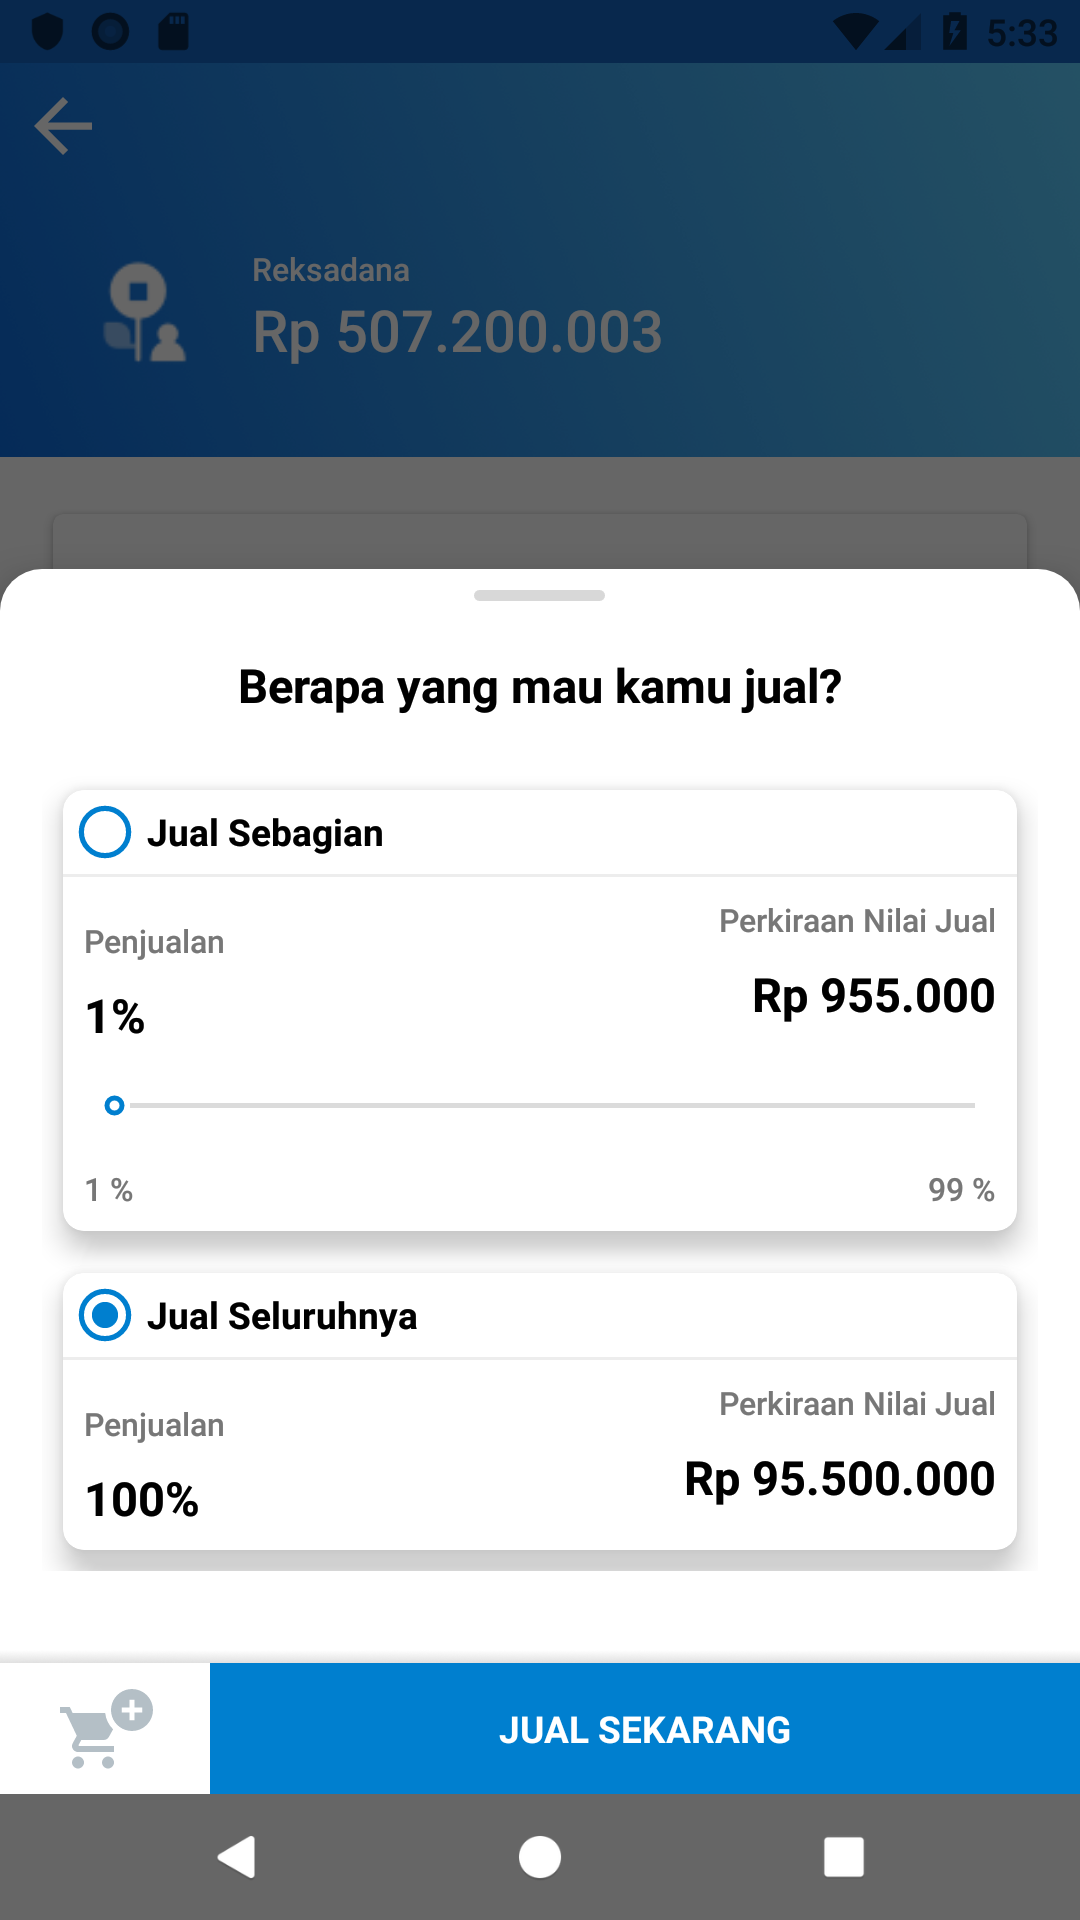 5:33
Reksadana
Rp 507.200.003
Berapa yang mau kamu jual?
Jual Sebagian
Penjualan
Perkiraan Nilai Jual
1%
Rp 955.000
1 %
99 %
Jual Seluruhnya
Penjualan
Perkiraan Nilai Jual
100%
Rp 95.500.000
JUAL SEKARANG